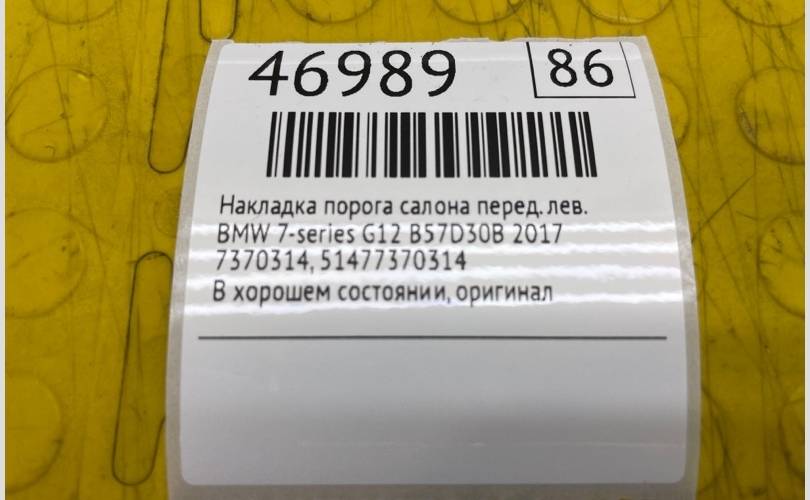 46989 86
Накладка порога салона перед. лев.
BMW 7-series G12 B57D30B 2017
7370314, 51477370314
В хорошем состоянии, оригинал